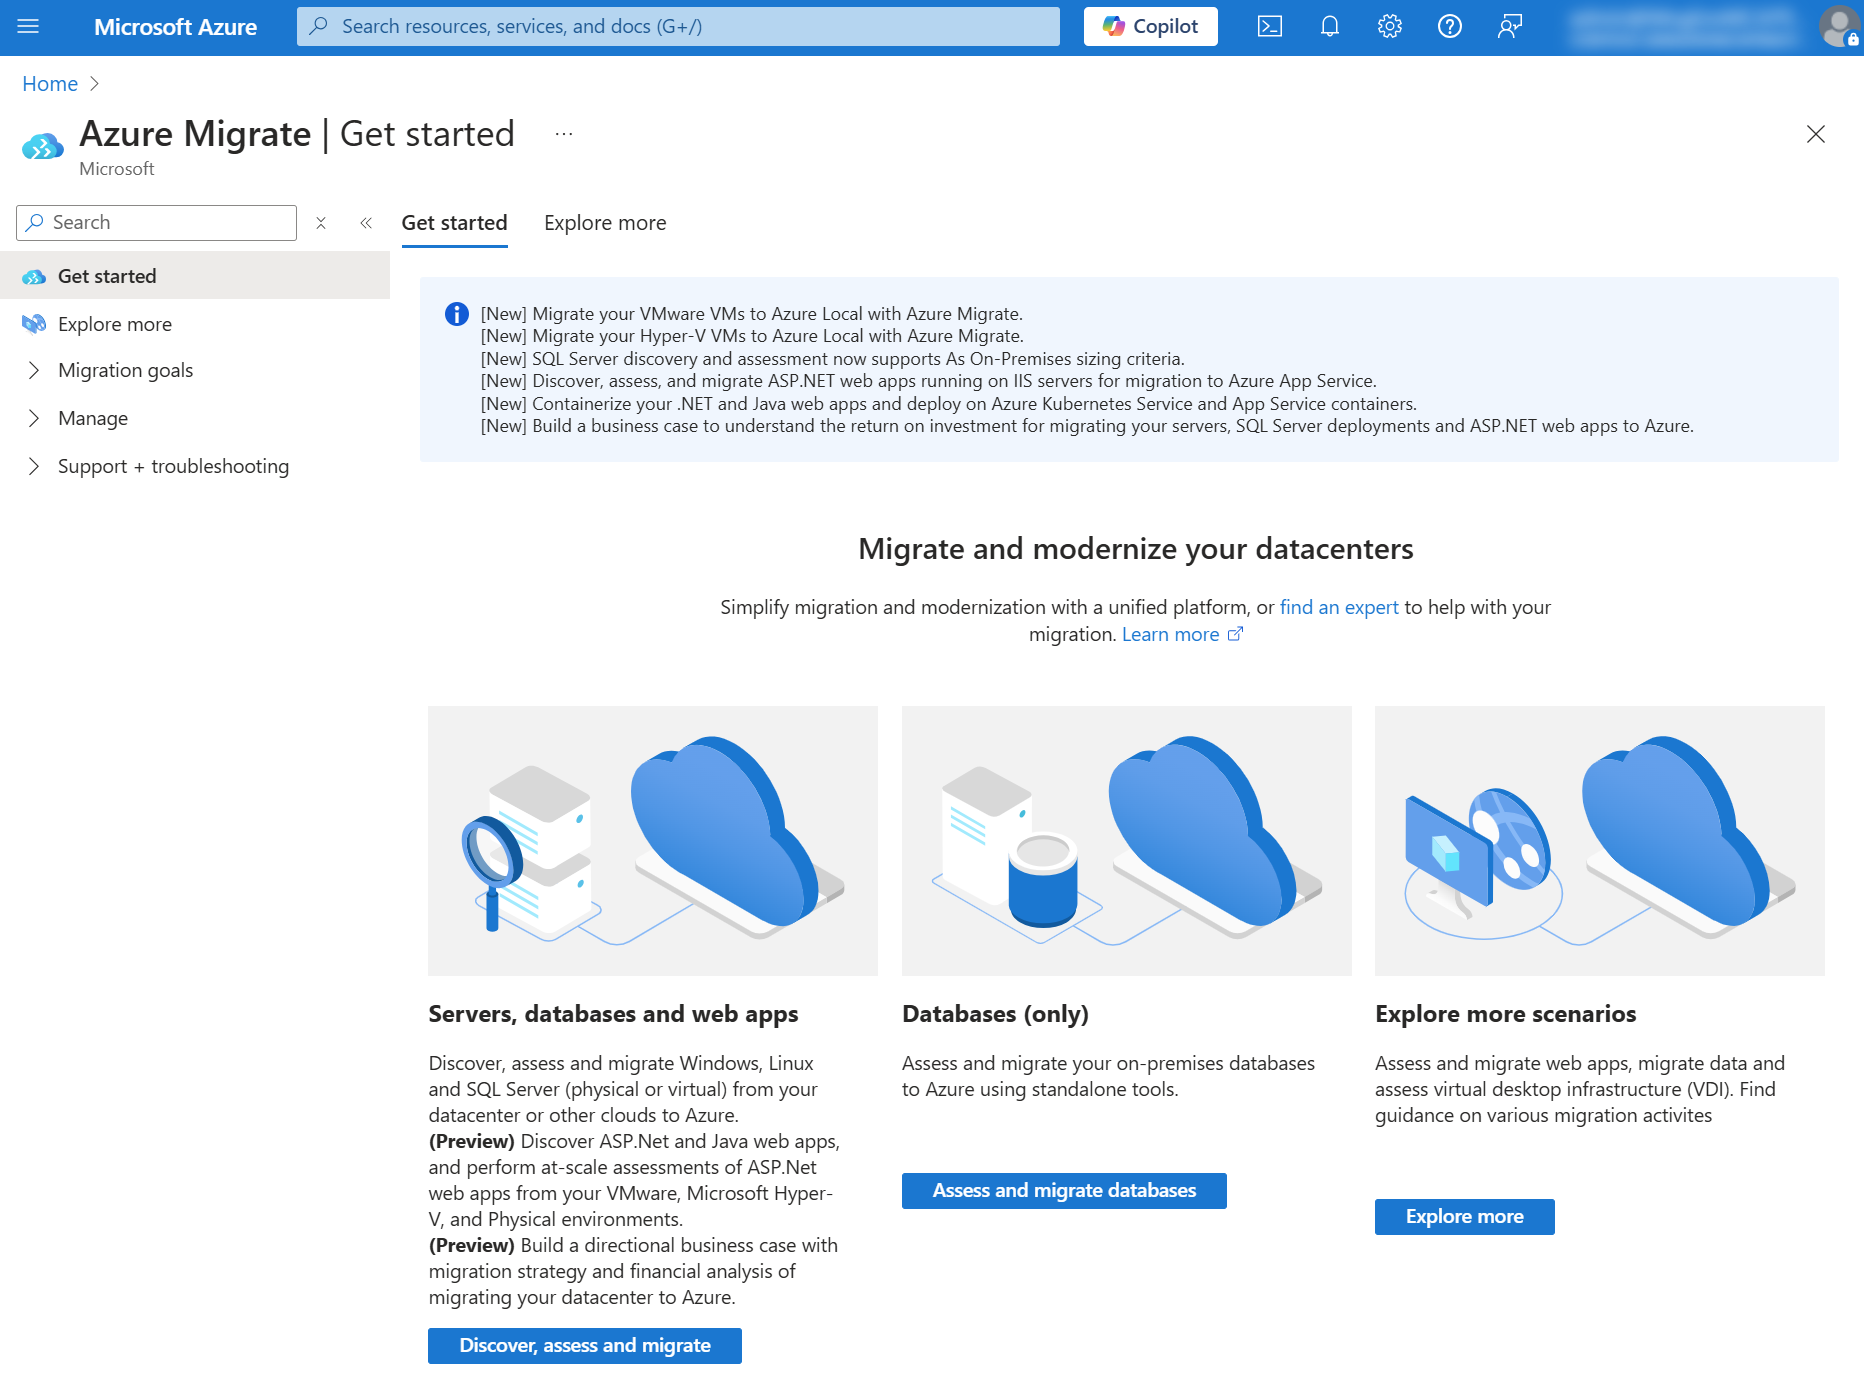 Microsoft Azure
Search resources, services, and docs (G+/)
Copilot
Home
Azure Migrate | Get started
...
Microsoft
Search
Get started
Explore more
Migration goals
Manage
Support + troubleshooting
Get started
Explore more
[New] Migrate your VMware VMs to Azure Local with Azure Migrate.
[New] Migrate your Hyper-V VMs to Azure Local with Azure Migrate.
[New] SQL Server discovery and assessment now supports As On-Premises sizing criteria.
[New] Discover, assess, and migrate ASP.NET web apps running on IIS servers for migration to Azure App Service.
[New] Containerize your .NET and Java web apps and deploy on Azure Kubernetes Service and App Service containers.
[New] Build a business case to understand the return on investment for migrating your servers, SQL Server deployments and ASP.NET web apps to Azure.
Migrate and modernize your datacenters
Simplify migration and modernization with a unified platform, or find an expert to help with your
migration. Learn more
Servers, databases and web apps
Discover, assess and migrate Windows, Linux
and SQL Server (physical or virtual) from your
datacenter or other clouds to Azure.
(Preview) Discover ASP.Net and Java web apps,
and perform at-scale assessments of ASP.Net
web apps from your VMware, Microsoft Hyper-
V, and Physical environments.
(Preview) Build a directional business case with
migration strategy and financial analysis of
migrating your datacenter to Azure.
Discover, assess and migrate
Databases (only)
Assess and migrate your on-premises databases
to Azure using standalone tools.
Assess and migrate databases
Explore more scenarios
Assess and migrate web apps, migrate data and
assess virtual desktop infrastructure (VDI). Find
guidance on various migration activites
Explore more